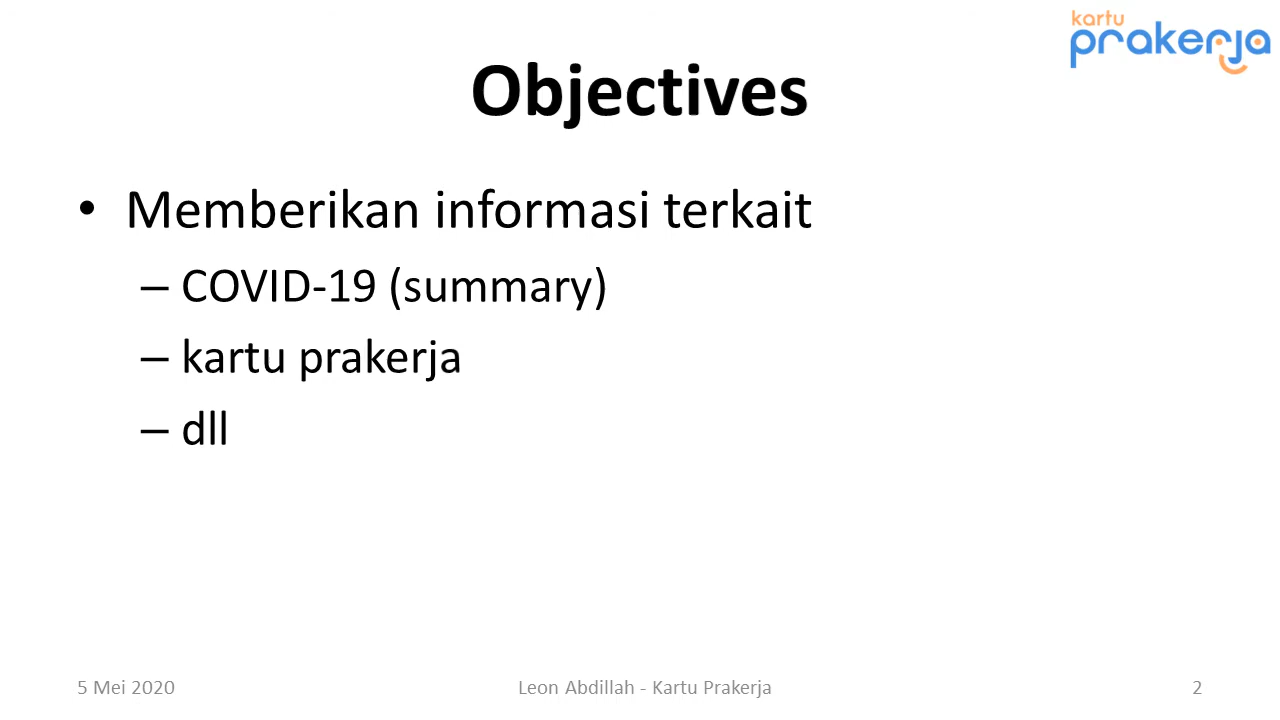 kartu
prakerja
Objectives
• Memberikan informasi terkait
– COVID-19 (summary)
– kartu prakerja
– dll
5 Mei 2020
Leon Abdillah - Kartu Prakerja
2